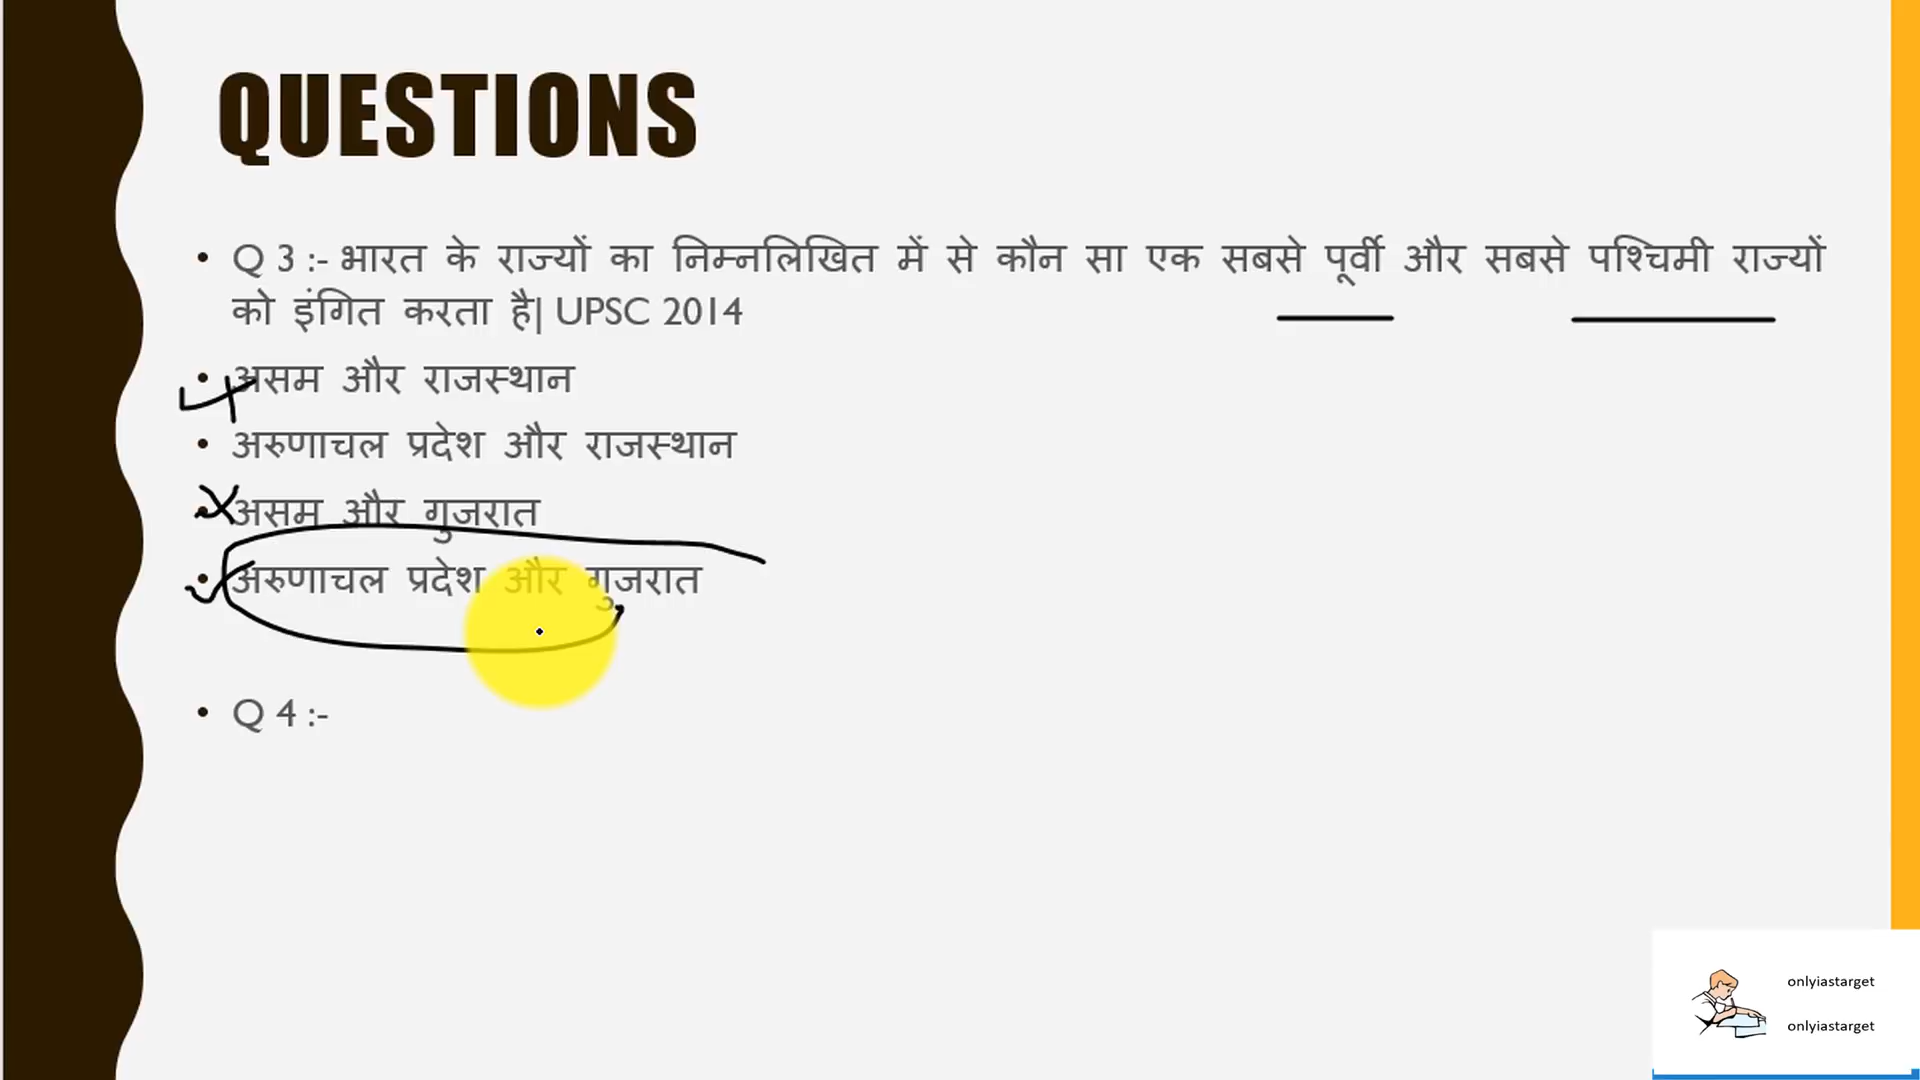 QUESTIONS
• Q 3 :- भारत के राज्यों का निम्नलिखित में से कौन सा एक सबसे पूर्वी और सबसे पश्चिमी राज्यों
को इंगित करता है| UPSC 2014
• असम और राजस्थान
• अरुणाचल प्रदेश और राजस्थान
• असम और गुजरात
• अरुणाचल प्रदेश और गुजरात
• Q 4 :-
onlyiastarget
onlyiastarget